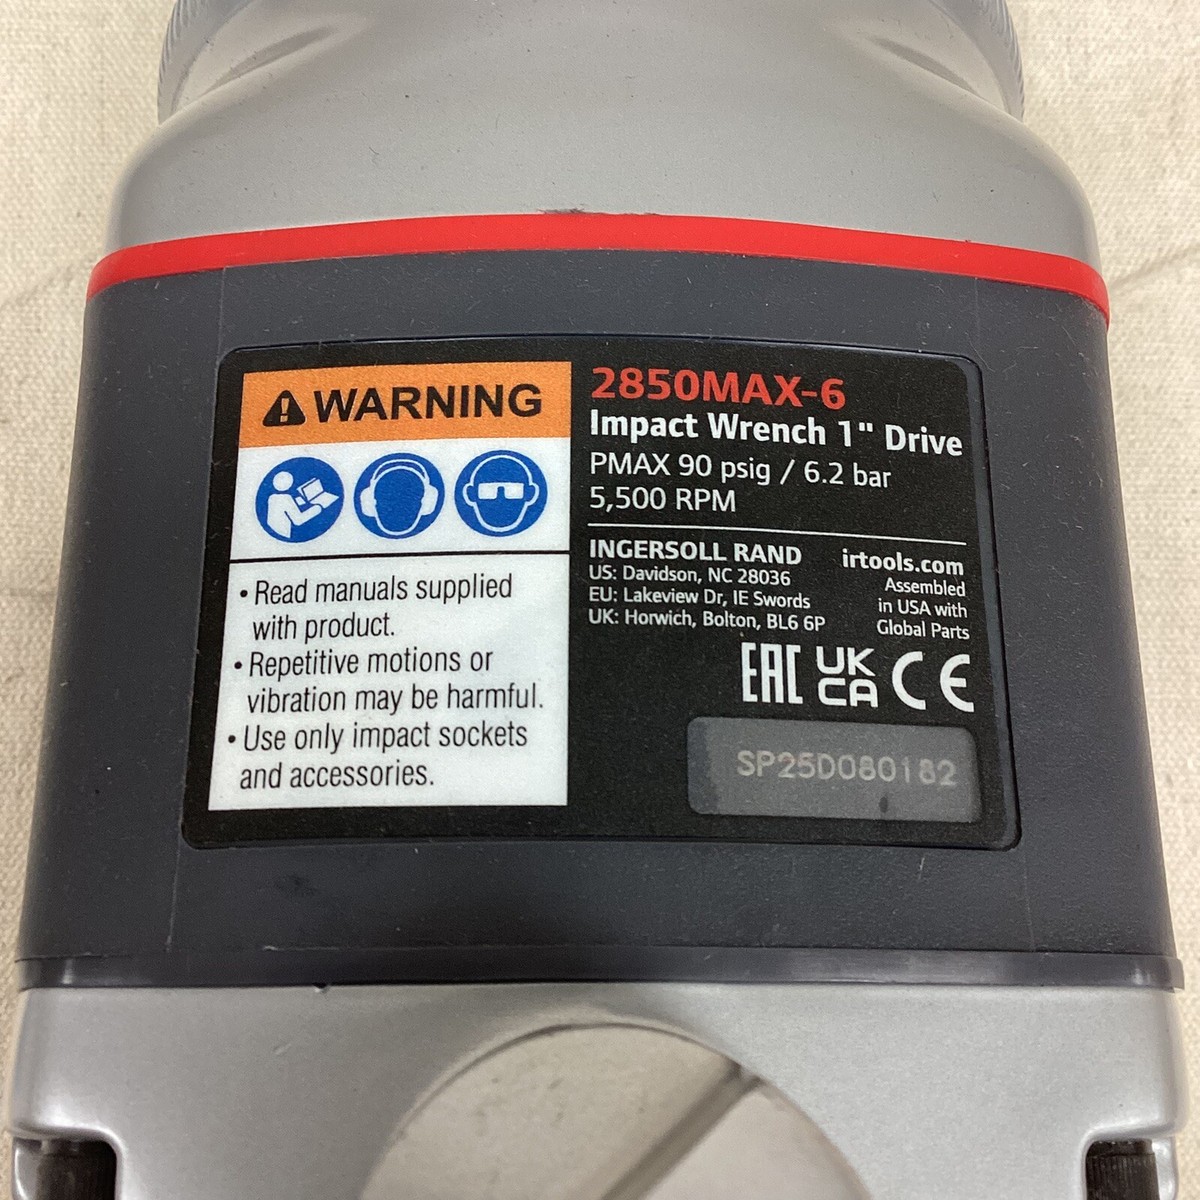 WARNING
• Read manuals supplied
with product.
• Repetitive motions or
vibration may be harmful.
• Use only impact sockets
and accessories.
2850MAX-6
Impact Wrench 1" Drive
PMAX 90 psig / 6.2 bar
5,500 RPM
INGERSOLL RAND
US: Davidson, NC 28036
EU: Lakeview Dr, IE Swords
UK: Horwich, Bolton, BL6 6P
irtools.com
Assembled
in USA with
Global Parts
EAC UK CA CE
SP25D080182